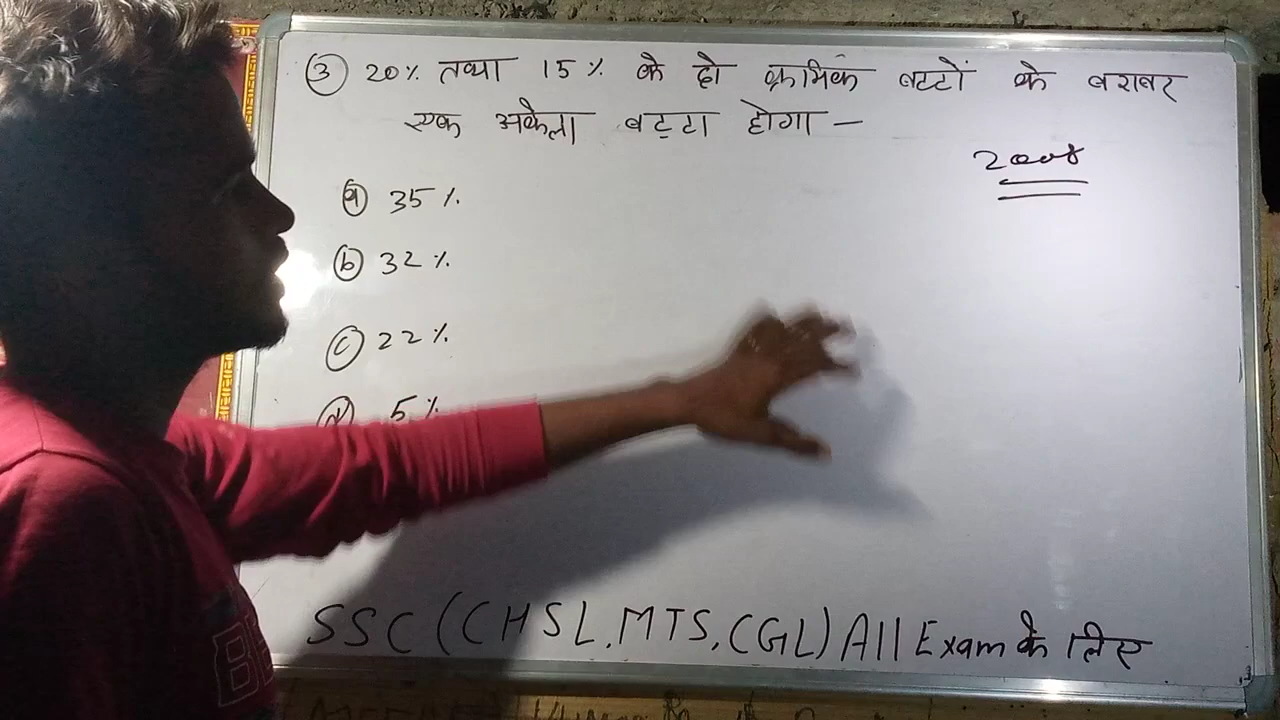 ③ 20% तथा 15% के दो क्रमिक बट्टों के बराबर
एक अकेला बट्टा होगा –
2008
ⓐ 35%
ⓑ 32%
ⓒ 22%
ⓓ 5%
SSC (CHSL, MTS, CGL) All Exam के लिए